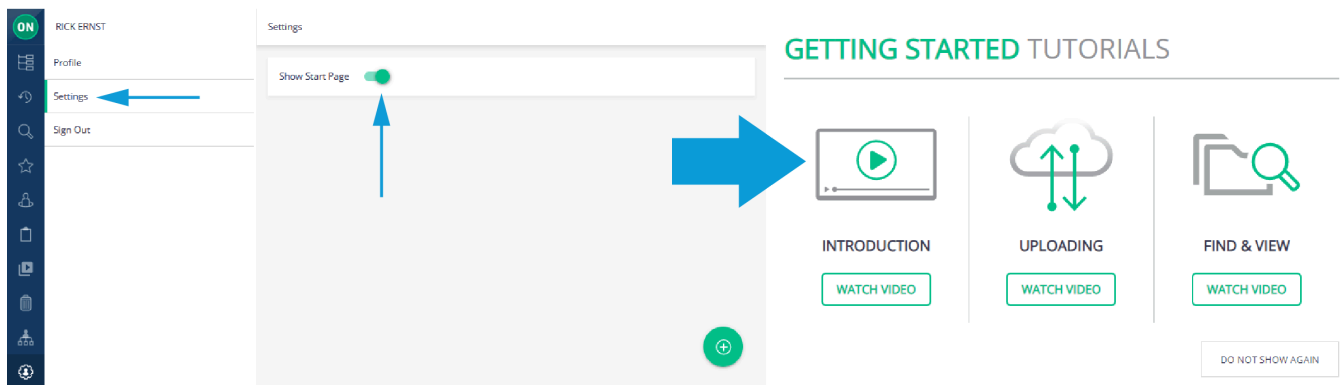 ON
RICK ERNST
Profile
Settings
Sign Out
Settings
Show Start Page
GETTING STARTED TUTORIALS
INTRODUCTION
WATCH VIDEO
UPLOADING
WATCH VIDEO
FIND & VIEW
WATCH VIDEO
DO NOT SHOW AGAIN